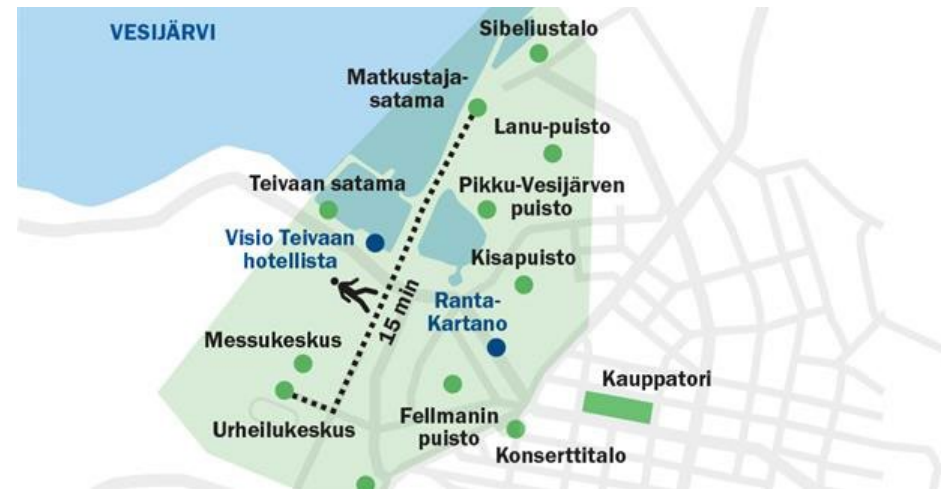 VESIJÄRVI
Sibeliustalo
Matkustaja-
satama
Lanu-puisto
Teivaan satama
Pikku-Vesijärven
puisto
Visio Teivaan
hotellista
Kisapuisto
Ranta-
Kartano
15 min
Messukeskus
Kauppatori
Urheilukeskus
Fellmanin
puisto
Konserttitalo